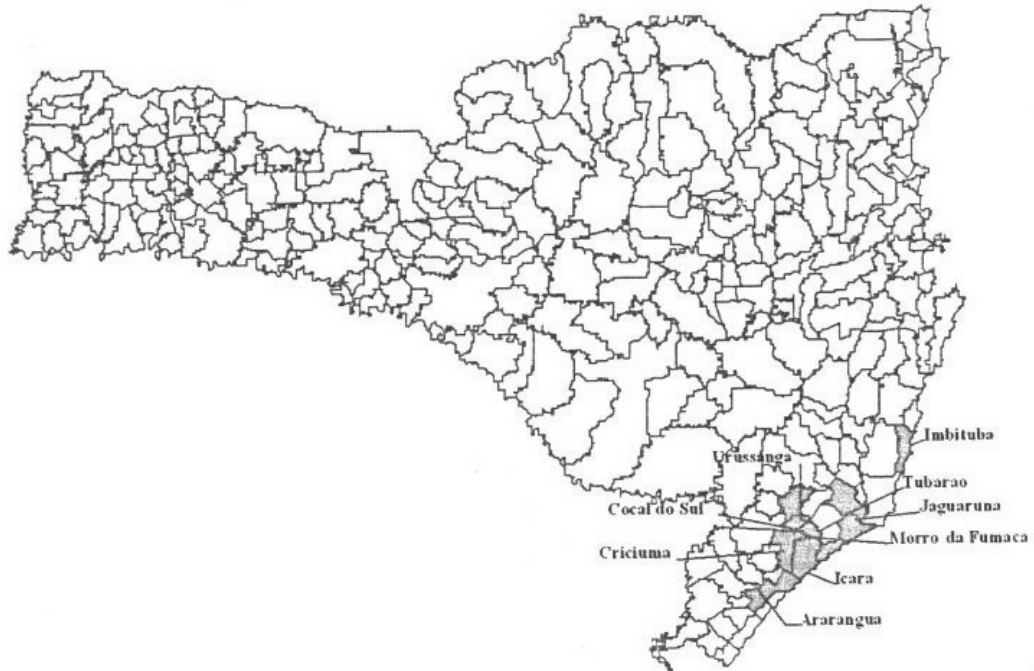 Imbituba
Urussanga
Tubarao
Cocal do Sul
Jaguaruna
Morro da Fumaca
Criciuma
Icara
Ararangua